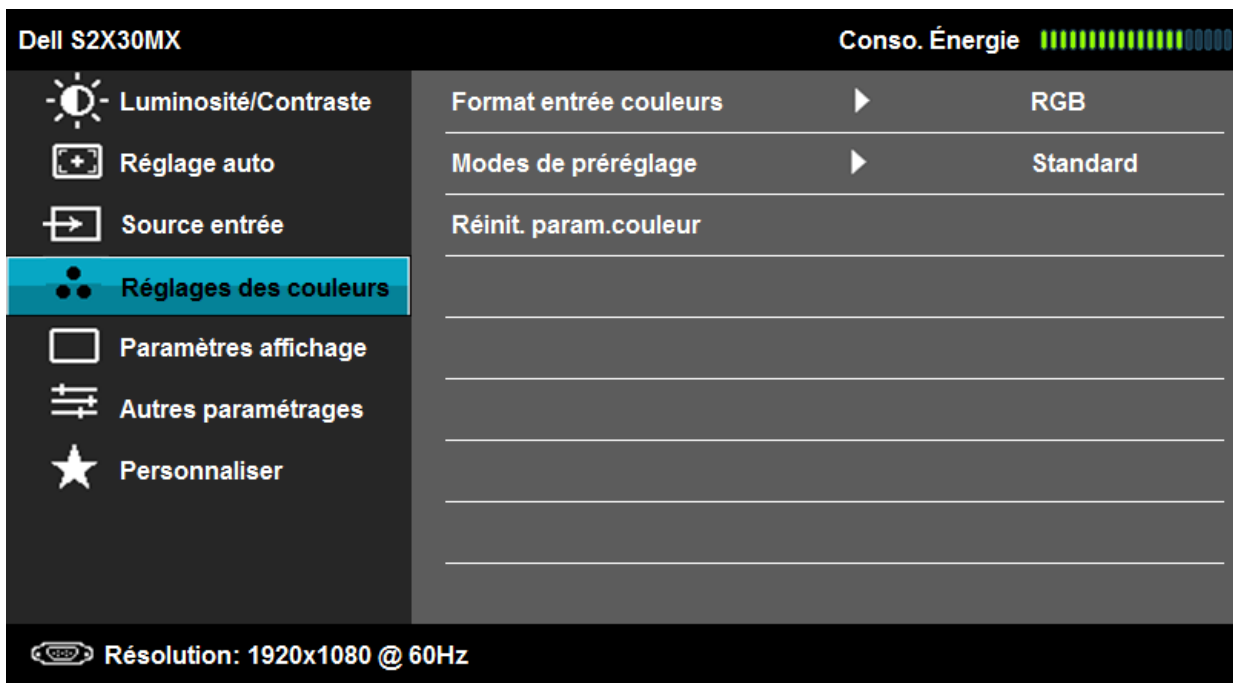 Dell S2X30MX Conso. Énergie
Luminosité/Contraste Format entrée couleurs RGB
Réglage auto Modes de préréglage Standard
Source entrée Réinit. param.couleur
Réglages des couleurs
Paramètres affichage
Autres paramétrages
Personnaliser
Résolution: 1920x1080 @ 60Hz